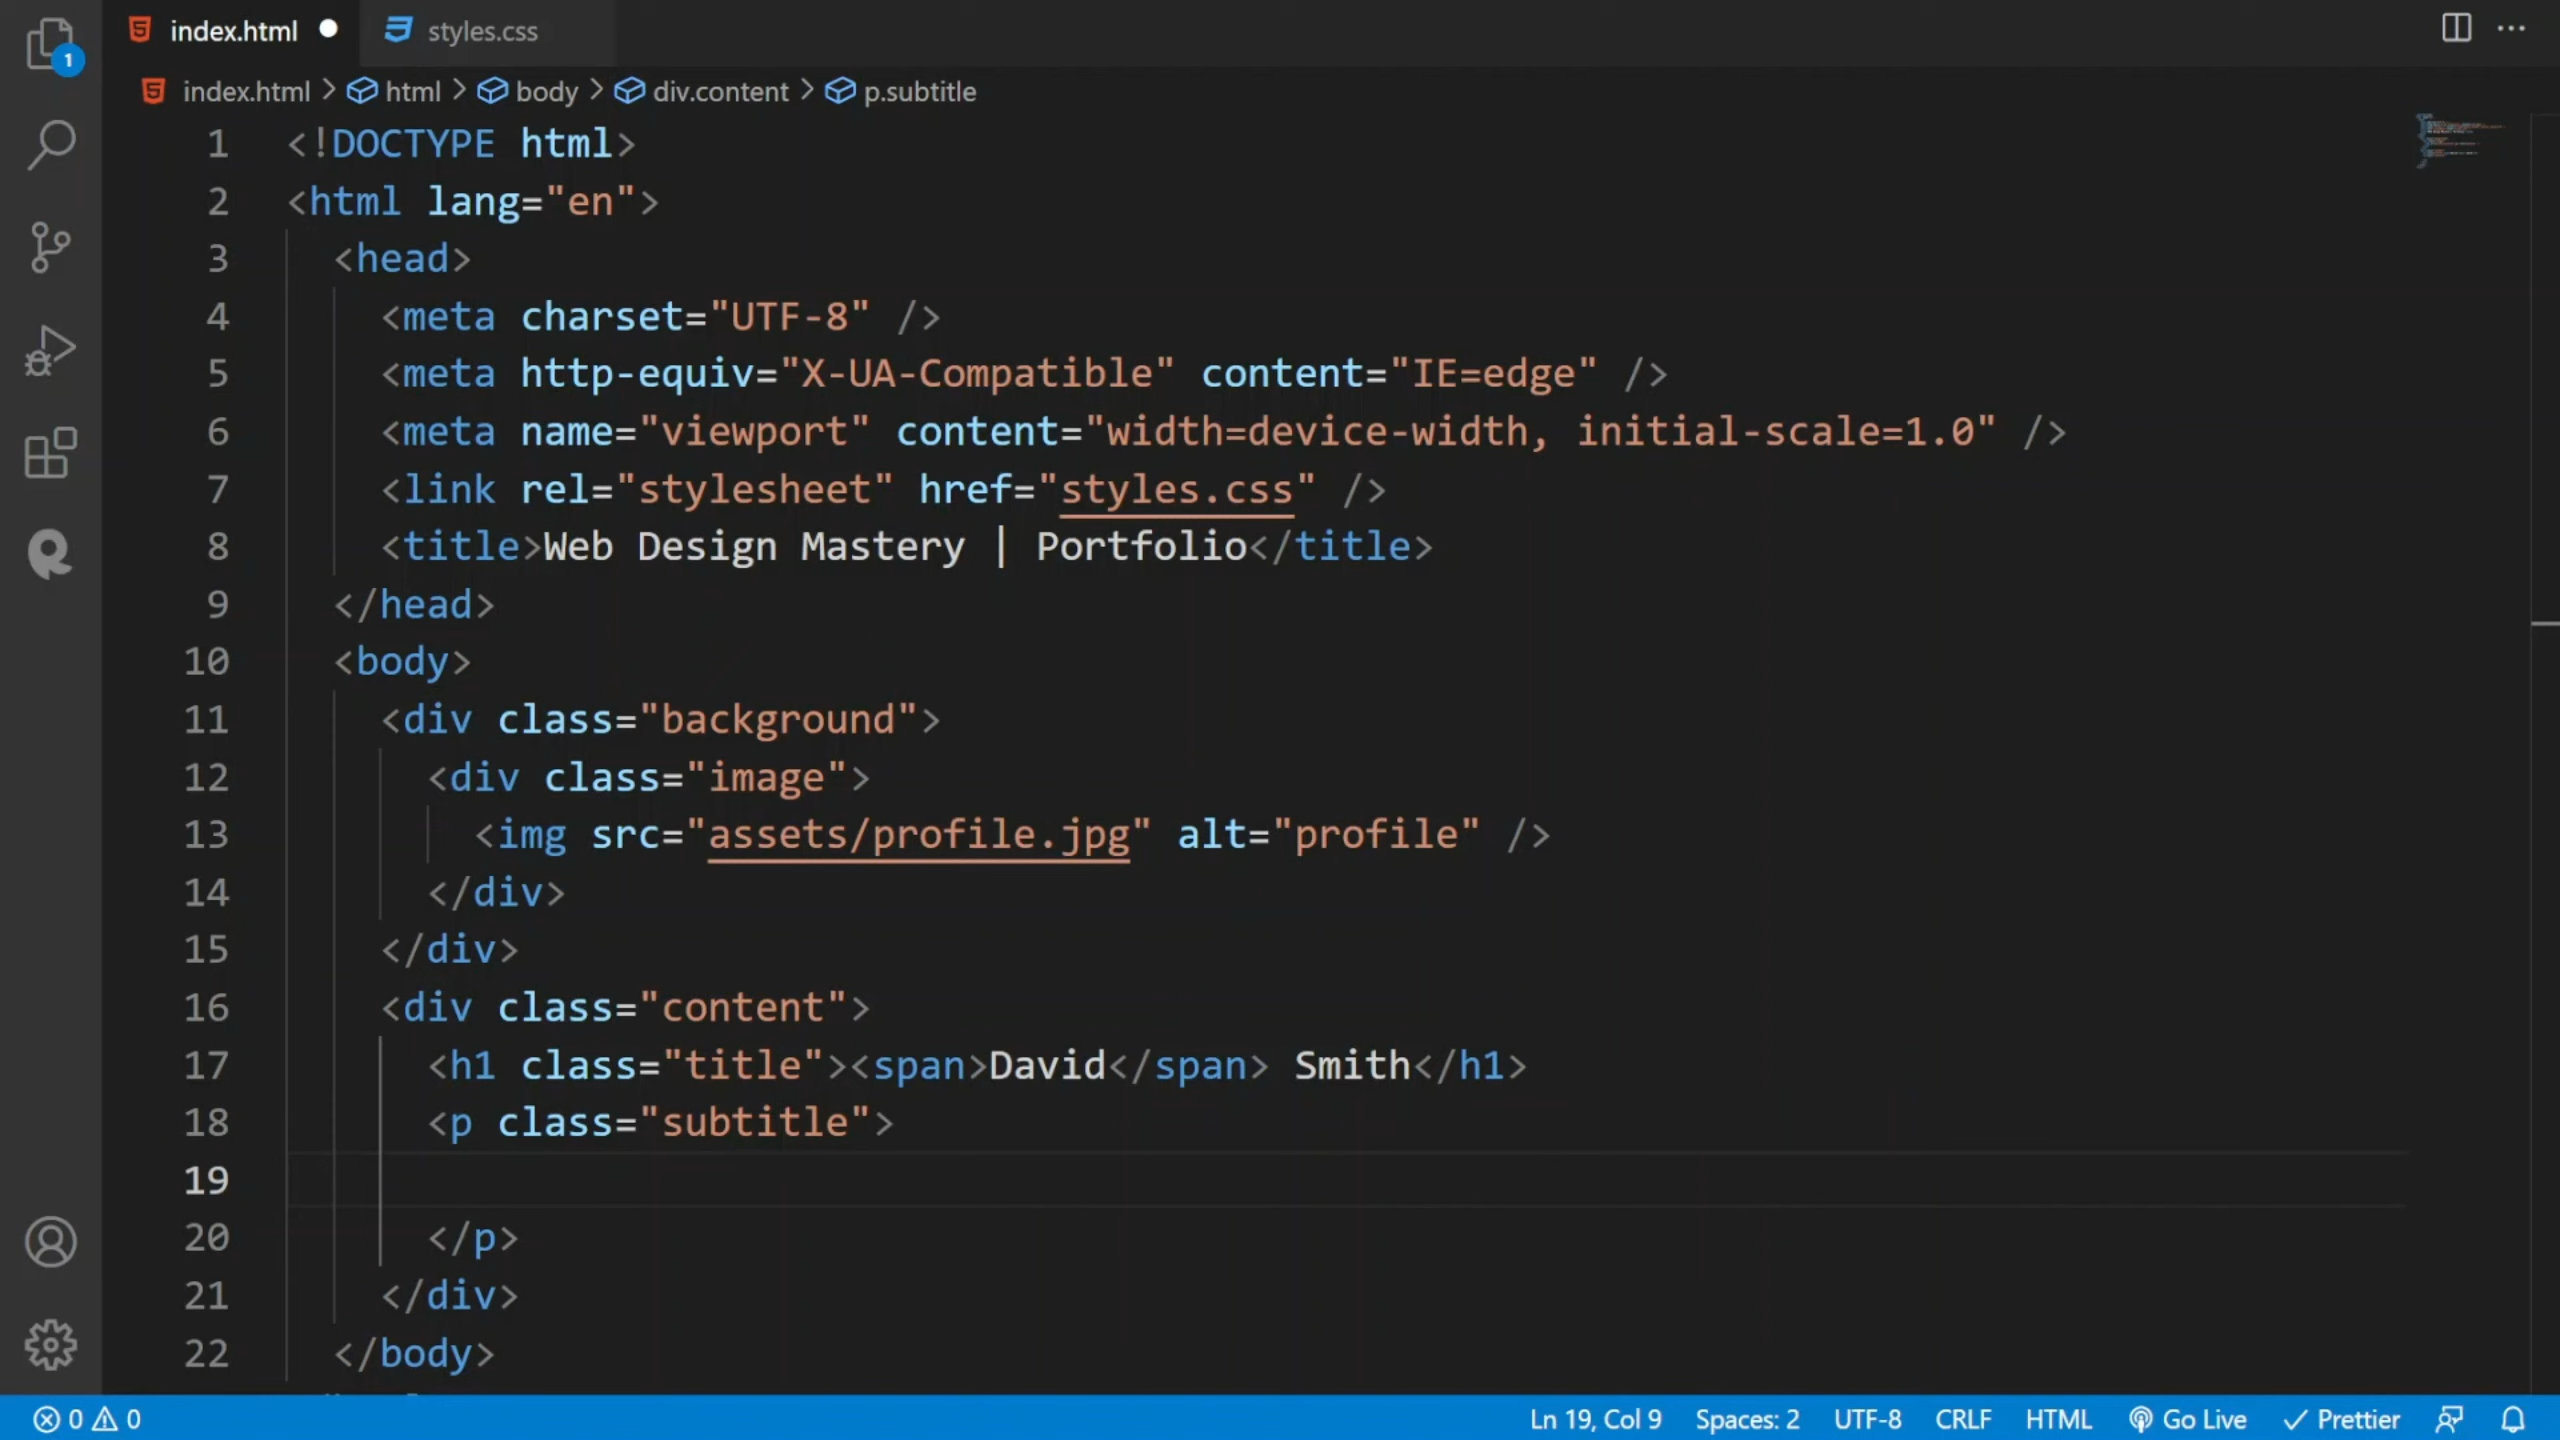 index.html styles.css
1
index.html > html > body > div.content > p.subtitle
1 <!DOCTYPE html>
2 <html lang="en">
3 <head>
4 <meta charset="UTF-8" />
5 <meta http-equiv="X-UA-Compatible" content="IE=edge" />
6 <meta name="viewport" content="width=device-width, initial-scale=1.0" />
7 <link rel="stylesheet" href="styles.css" />
8 <title>Web Design Mastery | Portfolio</title>
9 </head>
10 <body>
11 <div class="background">
12 <div class="image">
13 <img src="assets/profile.jpg" alt="profile" />
14 </div>
15 </div>
16 <div class="content">
17 <h1 class="title"><span>David</span> Smith</h1>
18 <p class="subtitle">
19
20 </p>
21 </div>
22 </body>
0 0 Ln 19, Col 9 Spaces: 2 UTF-8 CRLF HTML Go Live Prettier